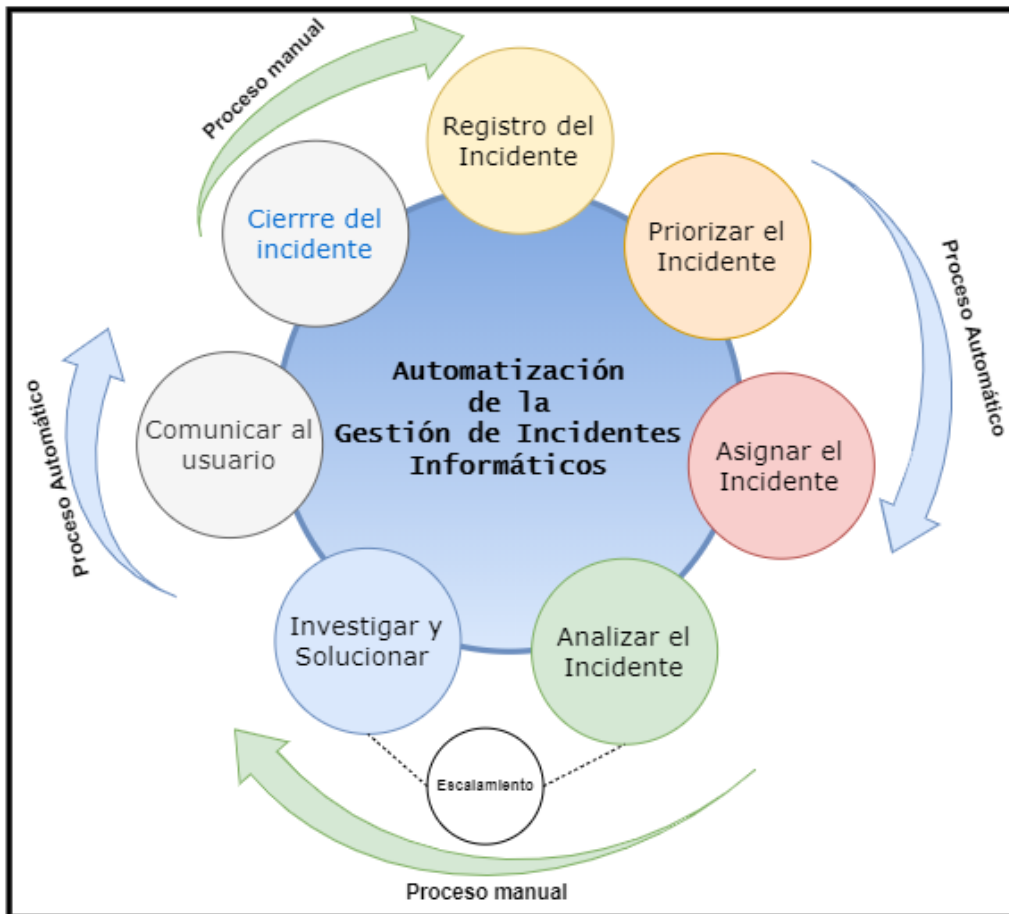 Proceso manual
Registro del
Incidente
Priorizar el
Incidente
Proceso Automático
Asignar el
Incidente
Analizar el
Incidente
Escalamiento
Proceso manual
Investigar y
Solucionar
Comunicar al
usuario
Proceso Automático
Cierrre del
incidente
Automatización
de la
Gestión de Incidentes
Informáticos